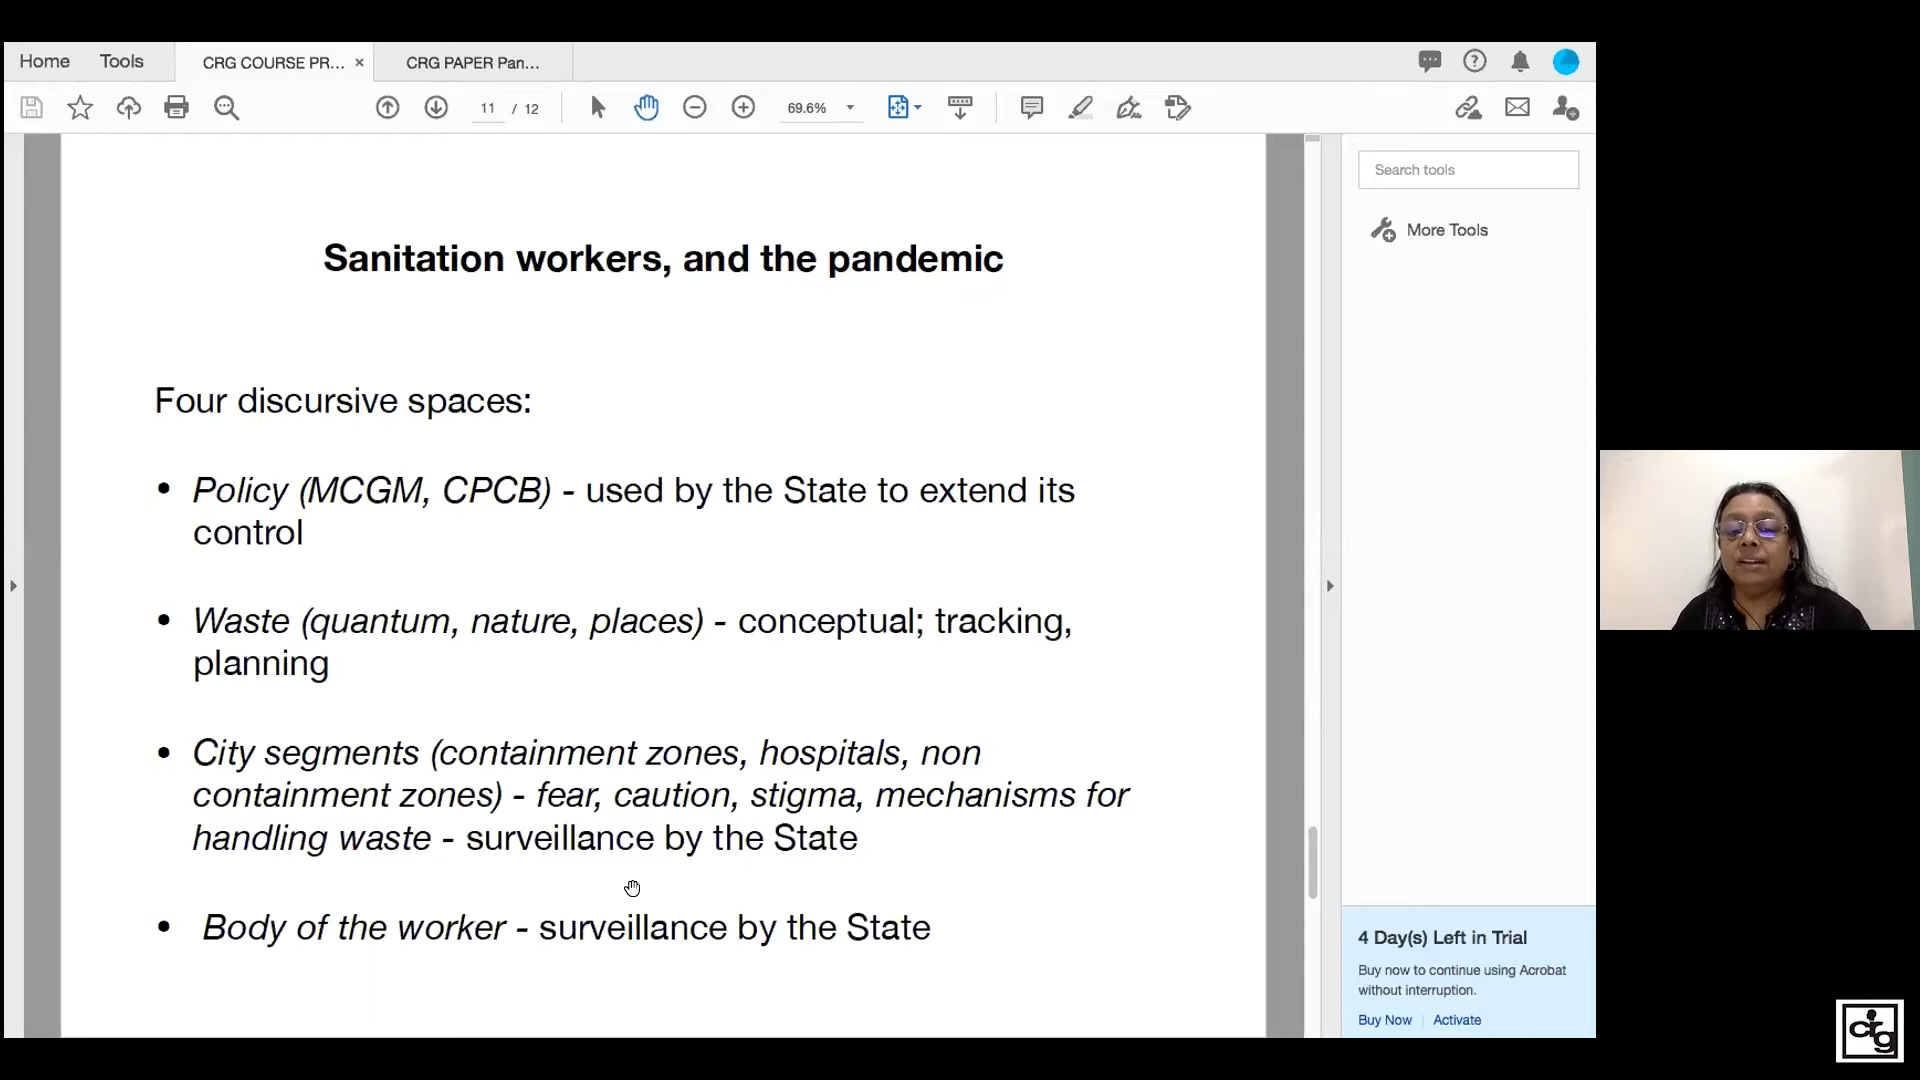 Home Tools CRG COURSE PR... × CRG PAPER Pan...
11 / 12 69.6%
Search tools
More Tools
Sanitation workers, and the pandemic
Four discursive spaces:
• Policy (MCGM, CPCB) - used by the State to extend its
control
• Waste (quantum, nature, places) - conceptual; tracking,
planning
• City segments (containment zones, hospitals, non
containment zones) - fear, caution, stigma, mechanisms for
handling waste - surveillance by the State
• Body of the worker - surveillance by the State
4 Day(s) Left in Trial
Buy now to continue using Acrobat
without interruption.
Buy Now | Activate
crg